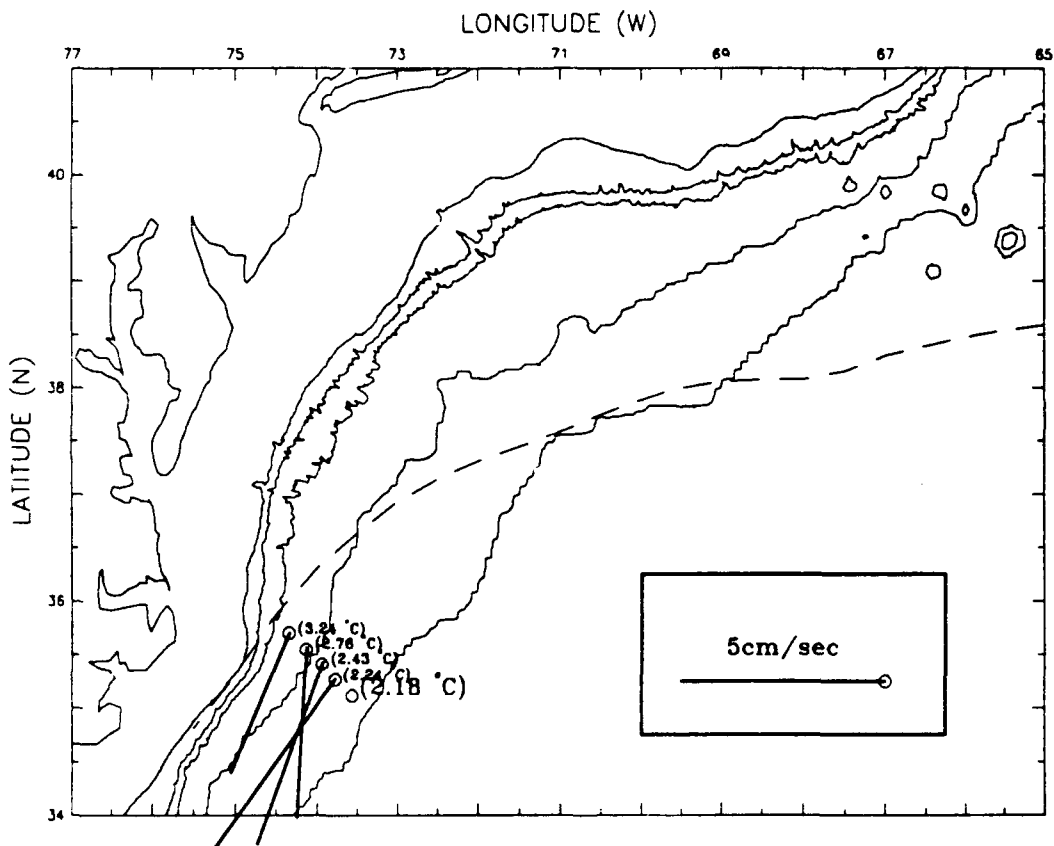 LONGITUDE (W)
77 75 73 71 69 67 65
40
38
36
34
LATITUDE (N)
(3.24 °C)
(2.76 °C)
(2.43 °C)
(2.24 °C)
(2.18 °C)
5cm/sec